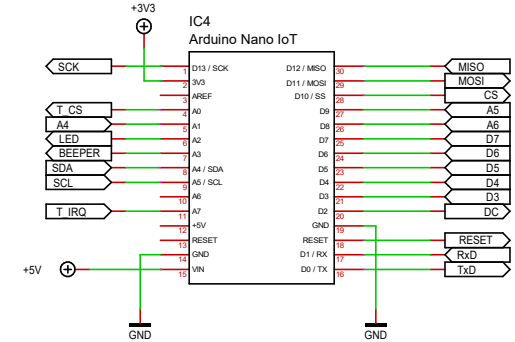 +3V3
IC4
Arduino Nano IoT
SCK 1 D13 / SCK D12 / MISO 30 MISO
2 3V3 D11 / MOSI 29 MOSI
3 AREF D10 / SS 28 CS
T_CS 4 A0 D9 27 A5
A4 5 A1 D8 26 A6
LED 6 A2 D7 25 D7
BEEPER 7 A3 D6 24 D6
SDA 8 A4 / SDA D5 23 D5
SCL 9 A5 / SCL D4 22 D4
10 A6 D3 21 D3
T_IRQ 11 A7 D2 20 DC
12 +5V GND 19
13 RESET RESET 18 RESET
14 GND D1 / RX 17 RxD
+5V 15 VIN D0 / TX 16 TxD
GND GND